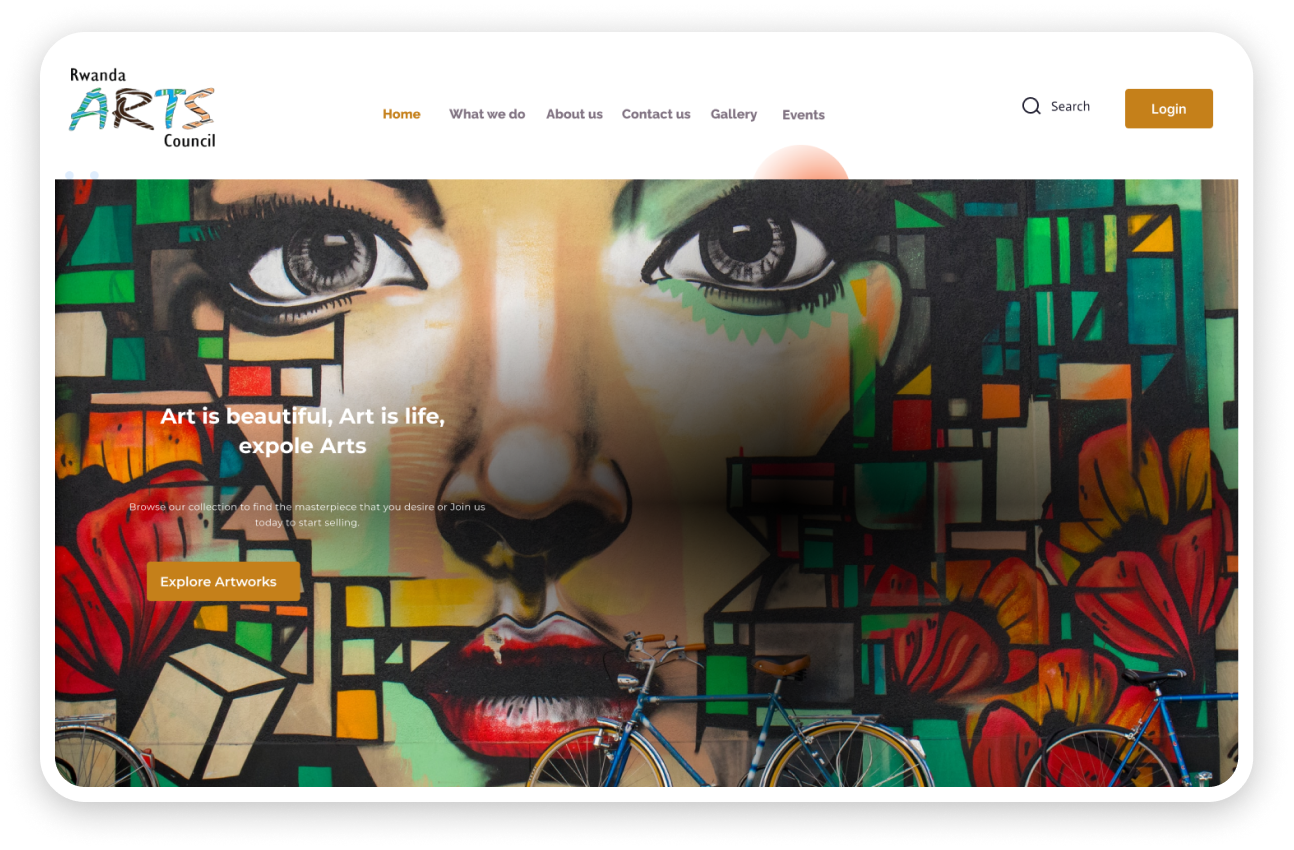 Rwanda
ARTS
Council
Home What we do About us Contact us Gallery Events
Search
Login
Art is beautiful, Art is life,
expole Arts
Browse our collection to find the masterpiece that you desire or Join us
today to start selling.
Explore Artworks